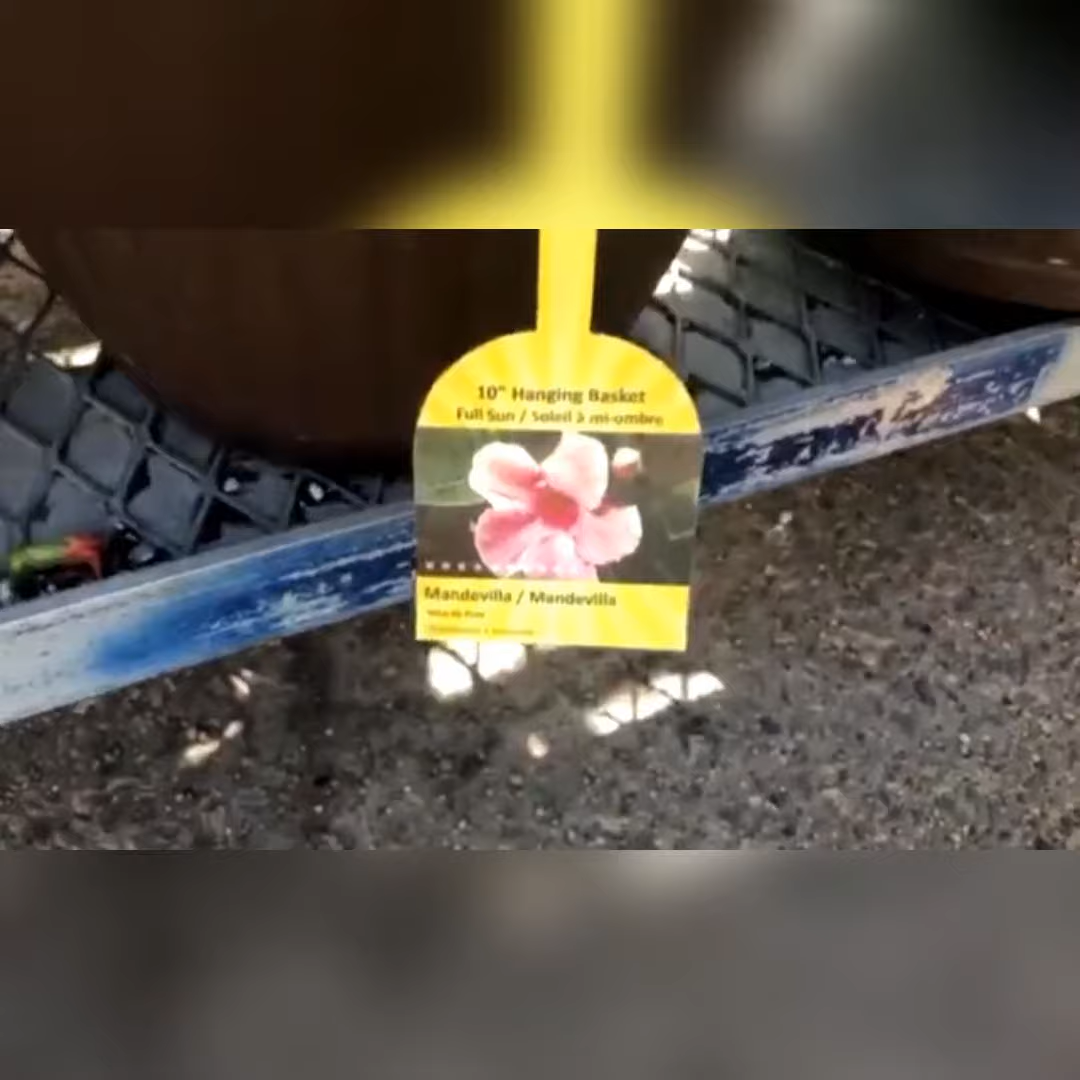 10" Hanging Basket
Full Sun / Soleil à mi-ombre
Mandevilla / Mandevilla